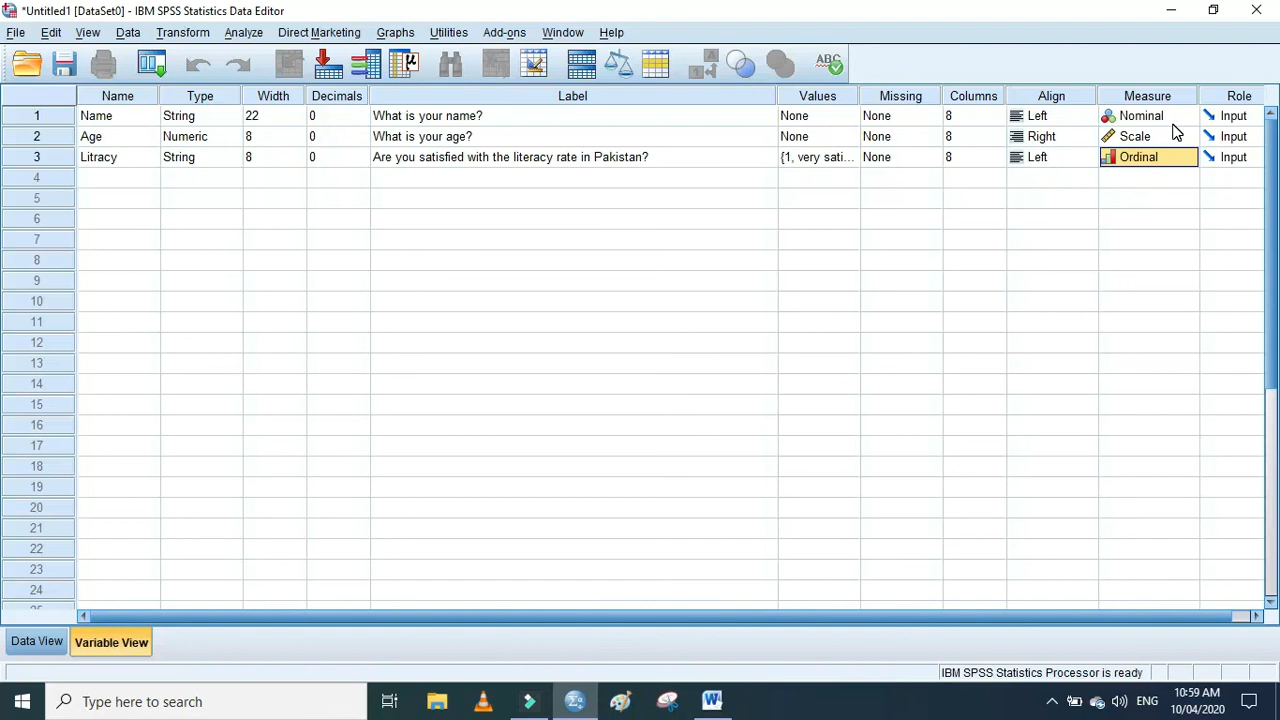 *Untitled1 [DataSet0] - IBM SPSS Statistics Data Editor
File Edit View Data Transform Analyze Direct Marketing Graphs Utilities Add-ons Window Help
Name Type Width Decimals Label Values Missing Columns Align Measure Role
1 Name String 22 0 What is your name? None None 8 Left Nominal Input
2 Age Numeric 8 0 What is your age? None None 8 Right Scale Input
3 Litracy String 8 0 Are you satisfied with the literacy rate in Pakistan? {1, very sati... None 8 Left Ordinal Input
4
5
6
7
8
9
10
11
12
13
14
15
16
17
18
19
20
21
22
23
24
25
Data View Variable View
IBM SPSS Statistics Processor is ready
Type here to search
ENG
10:59 AM
10/04/2020